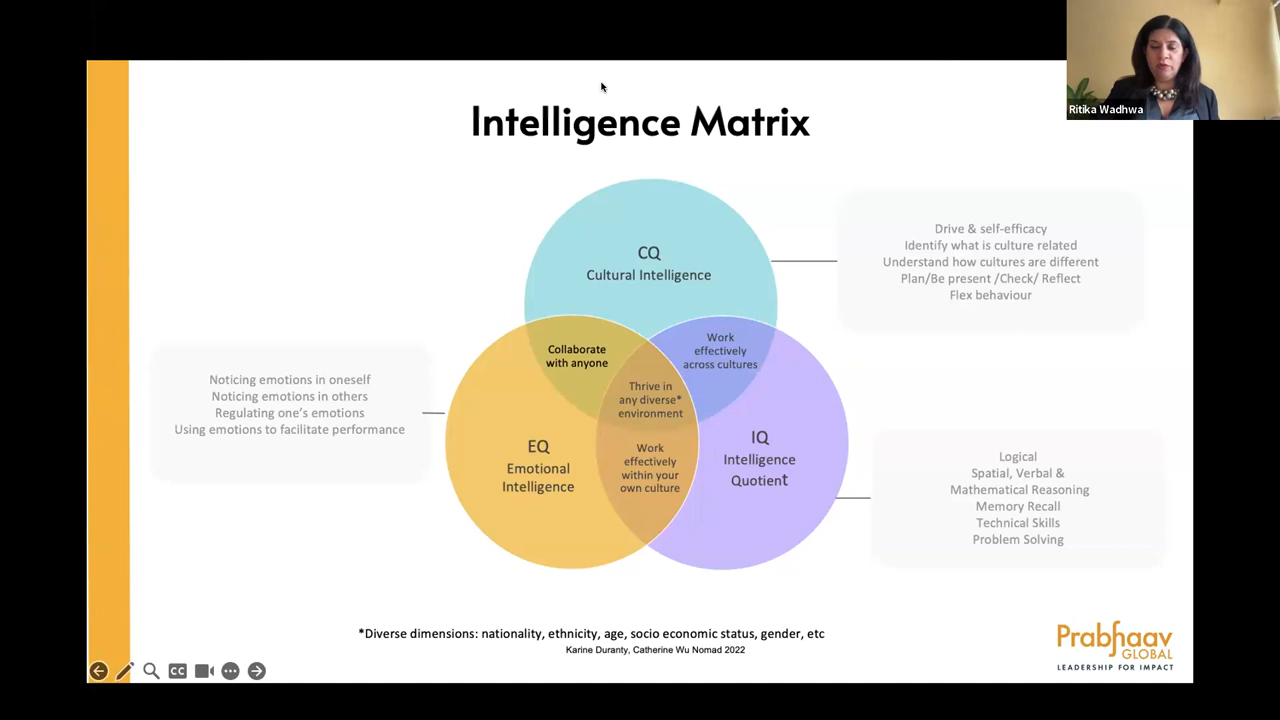 Ritika Wadhwa
Intelligence Matrix
CQ
Cultural Intelligence
Drive & self-efficacy
Identify what is culture related
Understand how cultures are different
Plan/Be present /Check/ Reflect
Flex behaviour
Collaborate
with anyone
Work
effectively
across cultures
Thrive in
any diverse*
environment
Noticing emotions in oneself
Noticing emotions in others
Regulating one's emotions
Using emotions to facilitate performance
EQ
Emotional
Intelligence
Work
effectively
within your
own culture
IQ
Intelligence
Quotient
Logical
Spatial, Verbal &
Mathematical Reasoning
Memory Recall
Technical Skills
Problem Solving
*Diverse dimensions: nationality, ethnicity, age, socio economic status, gender, etc
Karine Duranty, Catherine Wu Nomad 2022
Prabhaav
GLOBAL
LEADERSHIP FOR IMPACT
CC